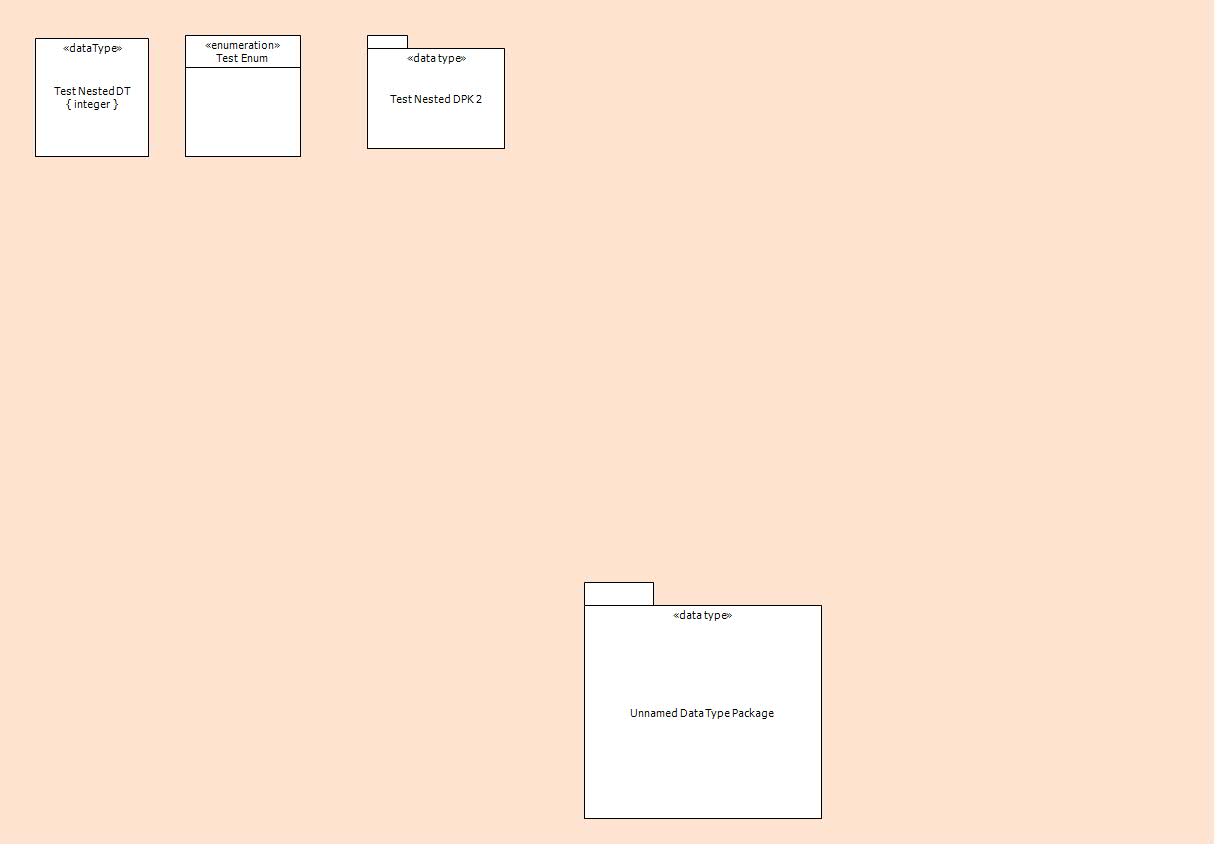 «dataType»
Test Nested DT
{ integer }
«enumeration»
Test Enum
«data type»
Test Nested DPK 2
«data type»
Unnamed Data Type Package